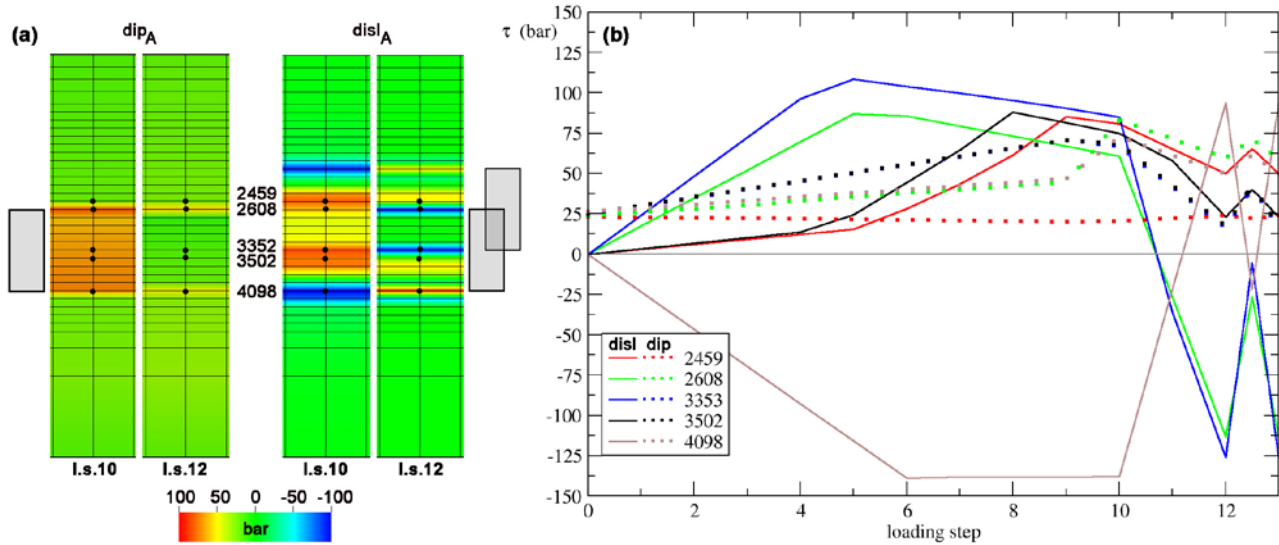 (a)
dipA
dislA
2459
2608
3352
3502
4098
l.s.10 l.s.12 l.s.10 l.s.12
100 50 0 -50 -100
bar
(b)
τ (bar)
150
125
100
75
50
25
0
-25
-50
-75
-100
-125
-150
disl dip
2459
2608
3353
3502
4098
0 2 4 6 8 10 12
loading step